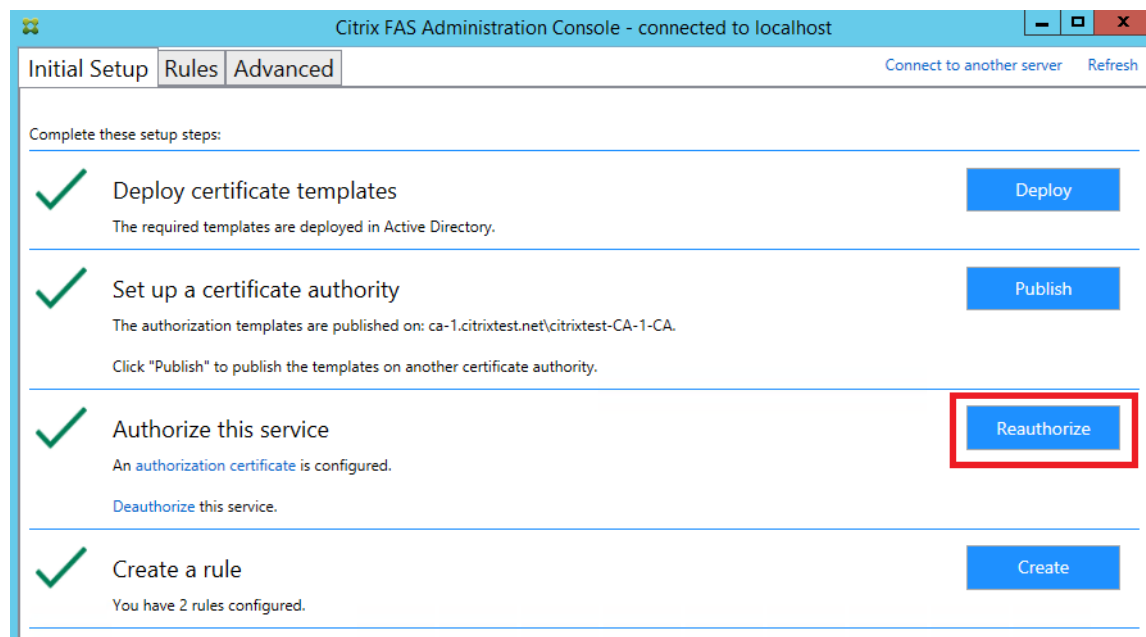 Citrix FAS Administration Console - connected to localhost
Initial Setup Rules Advanced Connect to another server Refresh
Complete these setup steps:
Deploy certificate templates Deploy
The required templates are deployed in Active Directory.
Set up a certificate authority Publish
The authorization templates are published on: ca-1.citrixtest.net\citrixtest-CA-1-CA.
Click "Publish" to publish the templates on another certificate authority.
Authorize this service Reauthorize
An authorization certificate is configured.
Deauthorize this service.
Create a rule Create
You have 2 rules configured.